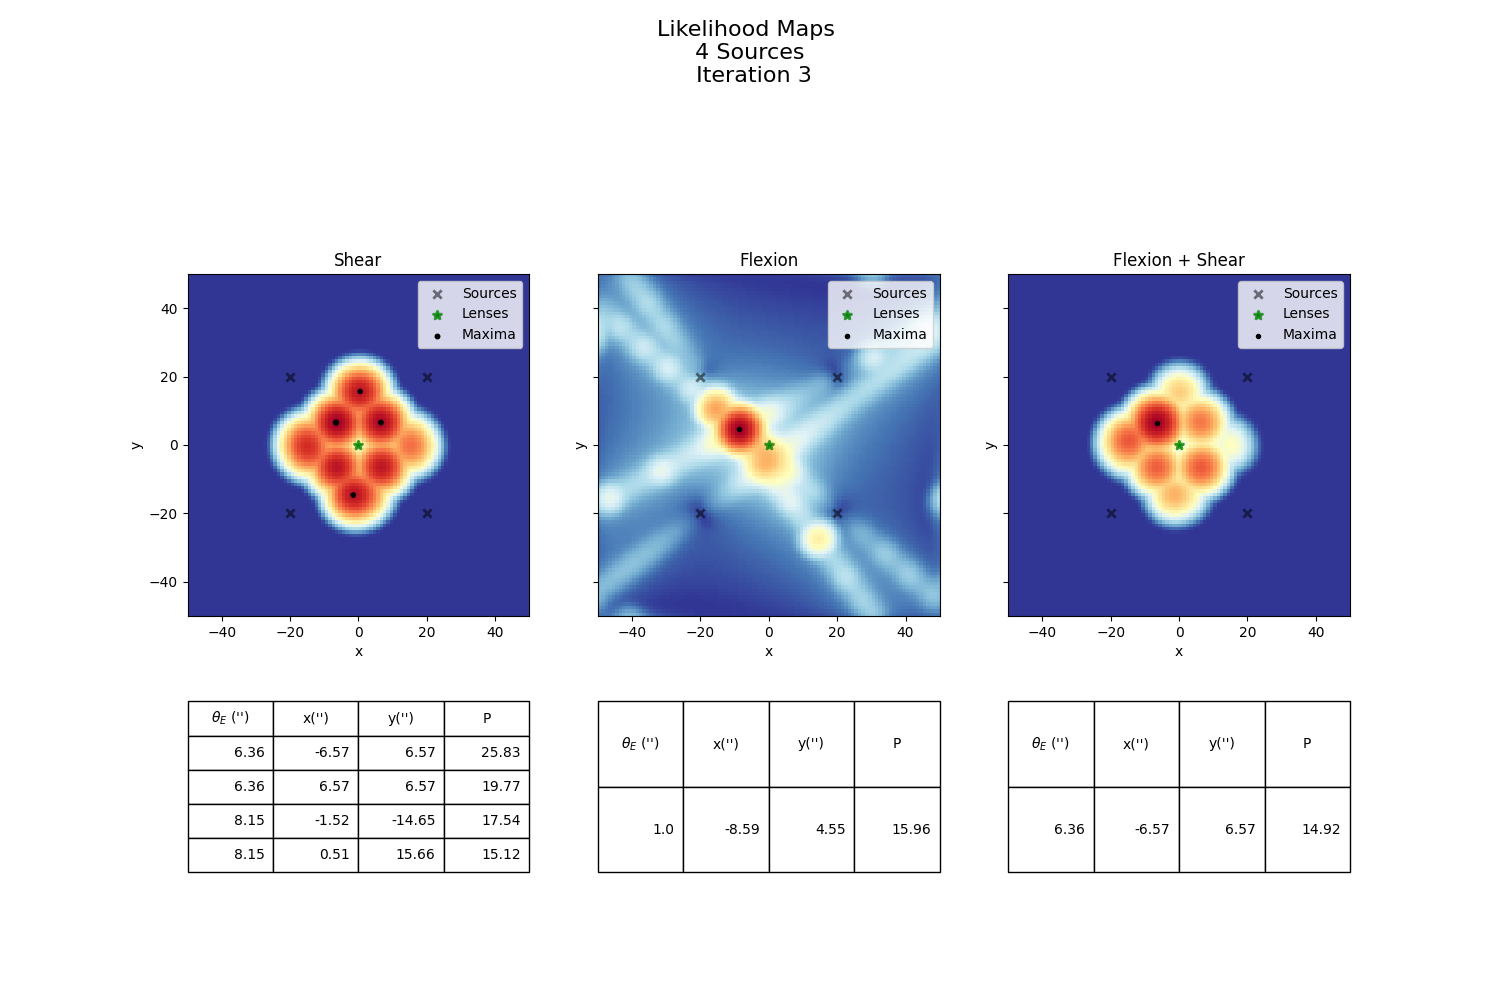 Likelihood Maps
4 Sources
Iteration 3
Shear
Flexion
Flexion + Shear
Sources
Lenses
Maxima
Sources
Lenses
Maxima
Sources
Lenses
Maxima
y
40
20
0
−20
−40
y
y
−40 −20 0 20 40
−40 −20 0 20 40
−40 −20 0 20 40
x
x
x
θ_E ('') x('') y('') P
6.36 -6.57 6.57 25.83
6.36 6.57 6.57 19.77
8.15 -1.52 -14.65 17.54
8.15 0.51 15.66 15.12
θ_E ('') x('') y('') P
1.0 -8.59 4.55 15.96
θ_E ('') x('') y('') P
6.36 -6.57 6.57 14.92